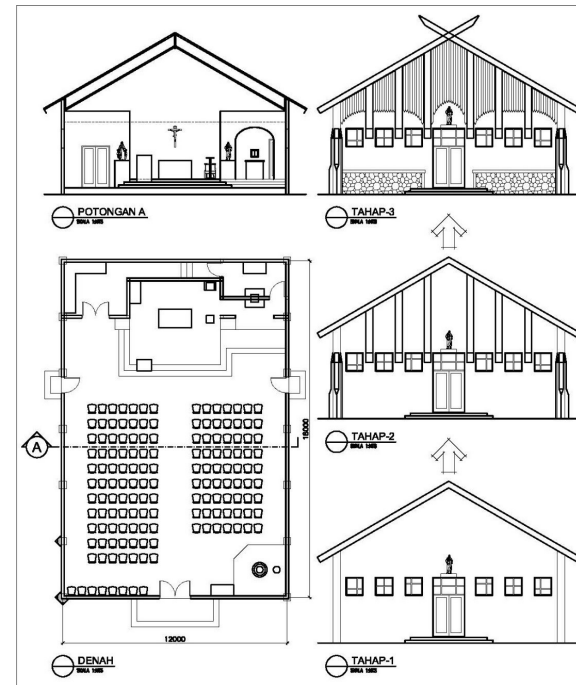 POTONGAN A
TAHAP-3
A
18000
TAHAP-2
12000
DENAH
TAHAP-1